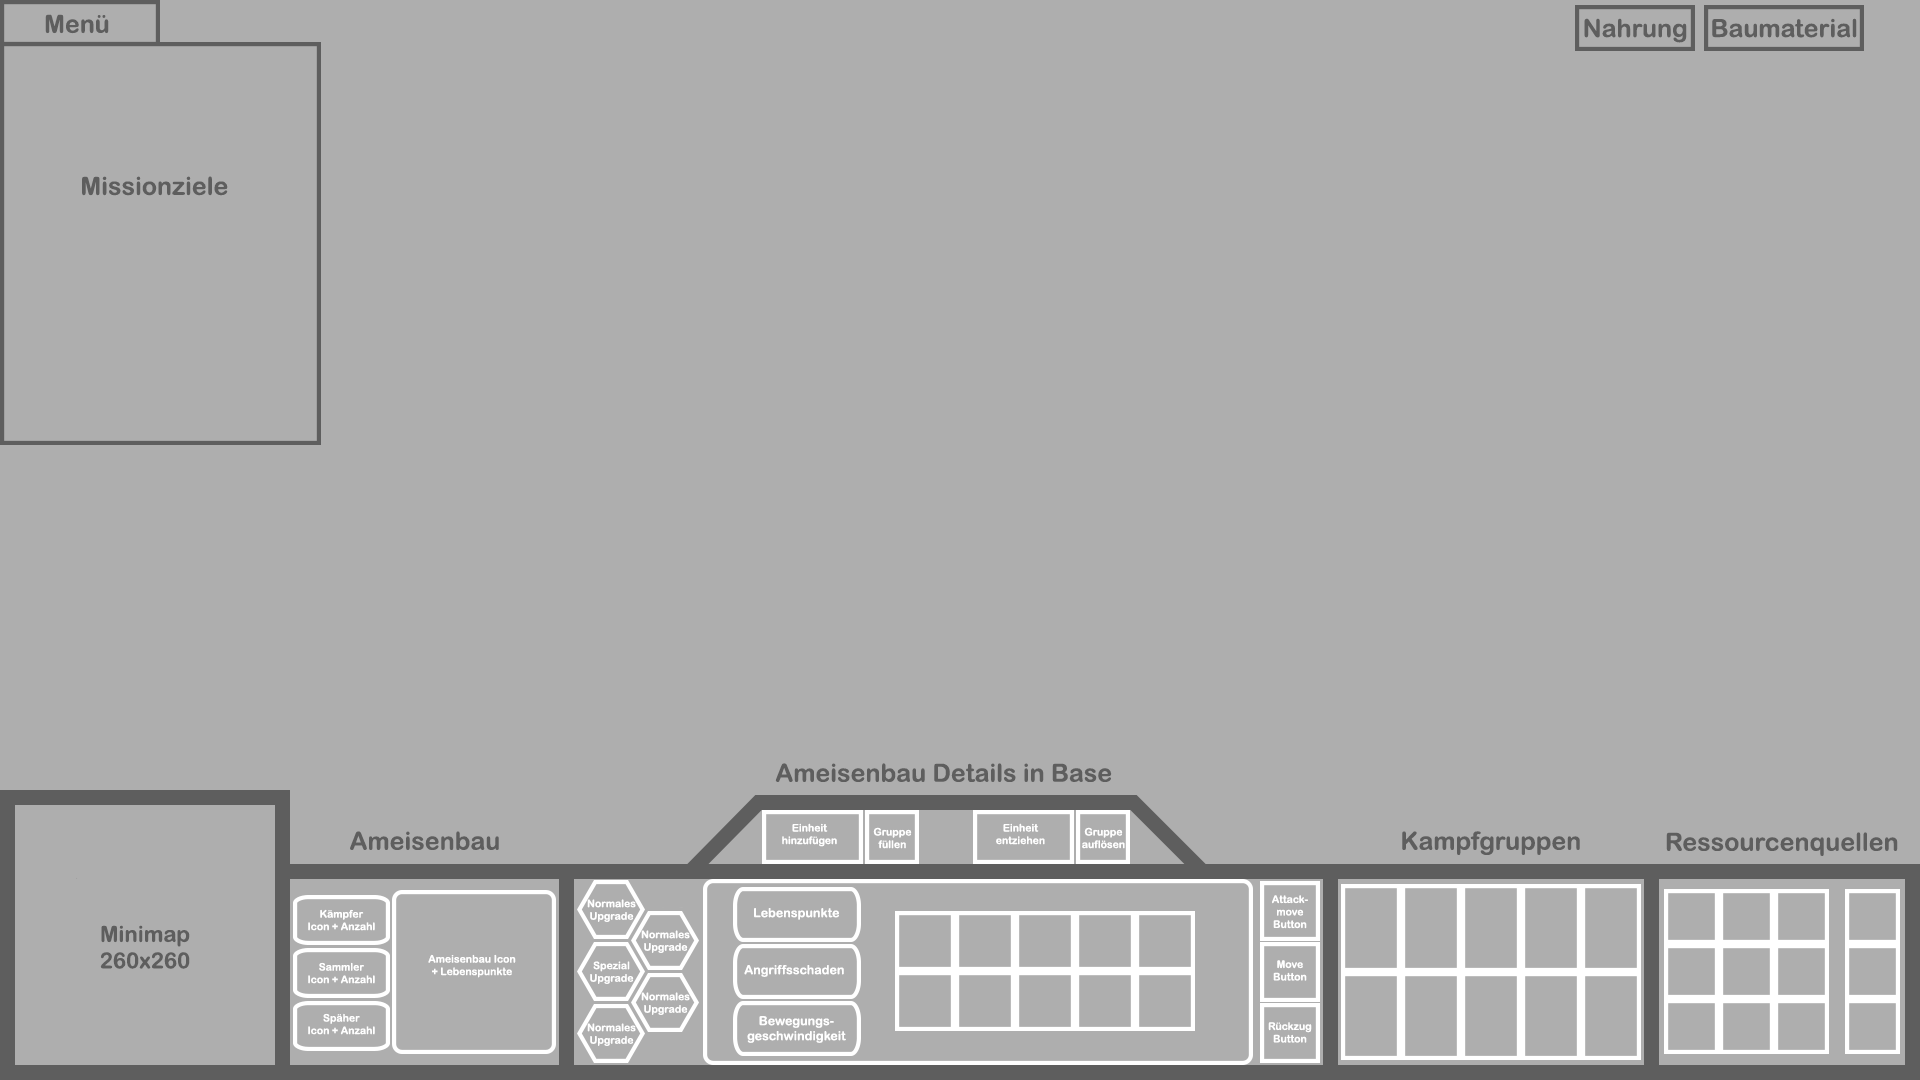 Menü
Nahrung
Baumaterial
Missionziele
Ameisenbau Details in Base
Einheit
hinzufügen
Gruppe
füllen
Einheit
entziehen
Gruppe
auflösen
Ameisenbau
Kampfgruppen
Ressourcenquellen
Minimap
260x260
Kämpfer
Icon + Anzahl
Sammler
Icon + Anzahl
Späher
Icon + Anzahl
Ameisenbau Icon
+ Lebenspunkte
Normales
Upgrade
Normales
Upgrade
Spezial
Upgrade
Normales
Upgrade
Normales
Upgrade
Lebenspunkte
Angriffsschaden
Bewegungs-
geschwindigkeit
Attack-
move
Button
Move
Button
Rückzug
Button